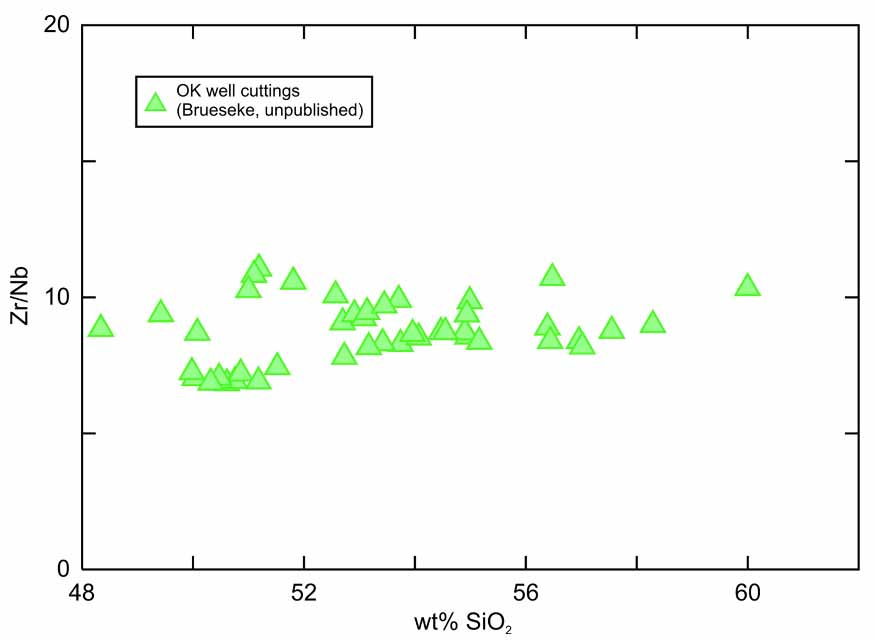 20
OK well cuttings
(Brueseke, unpublished)
Zr/Nb
10
0
48
52
56
60
wt% SiO₂